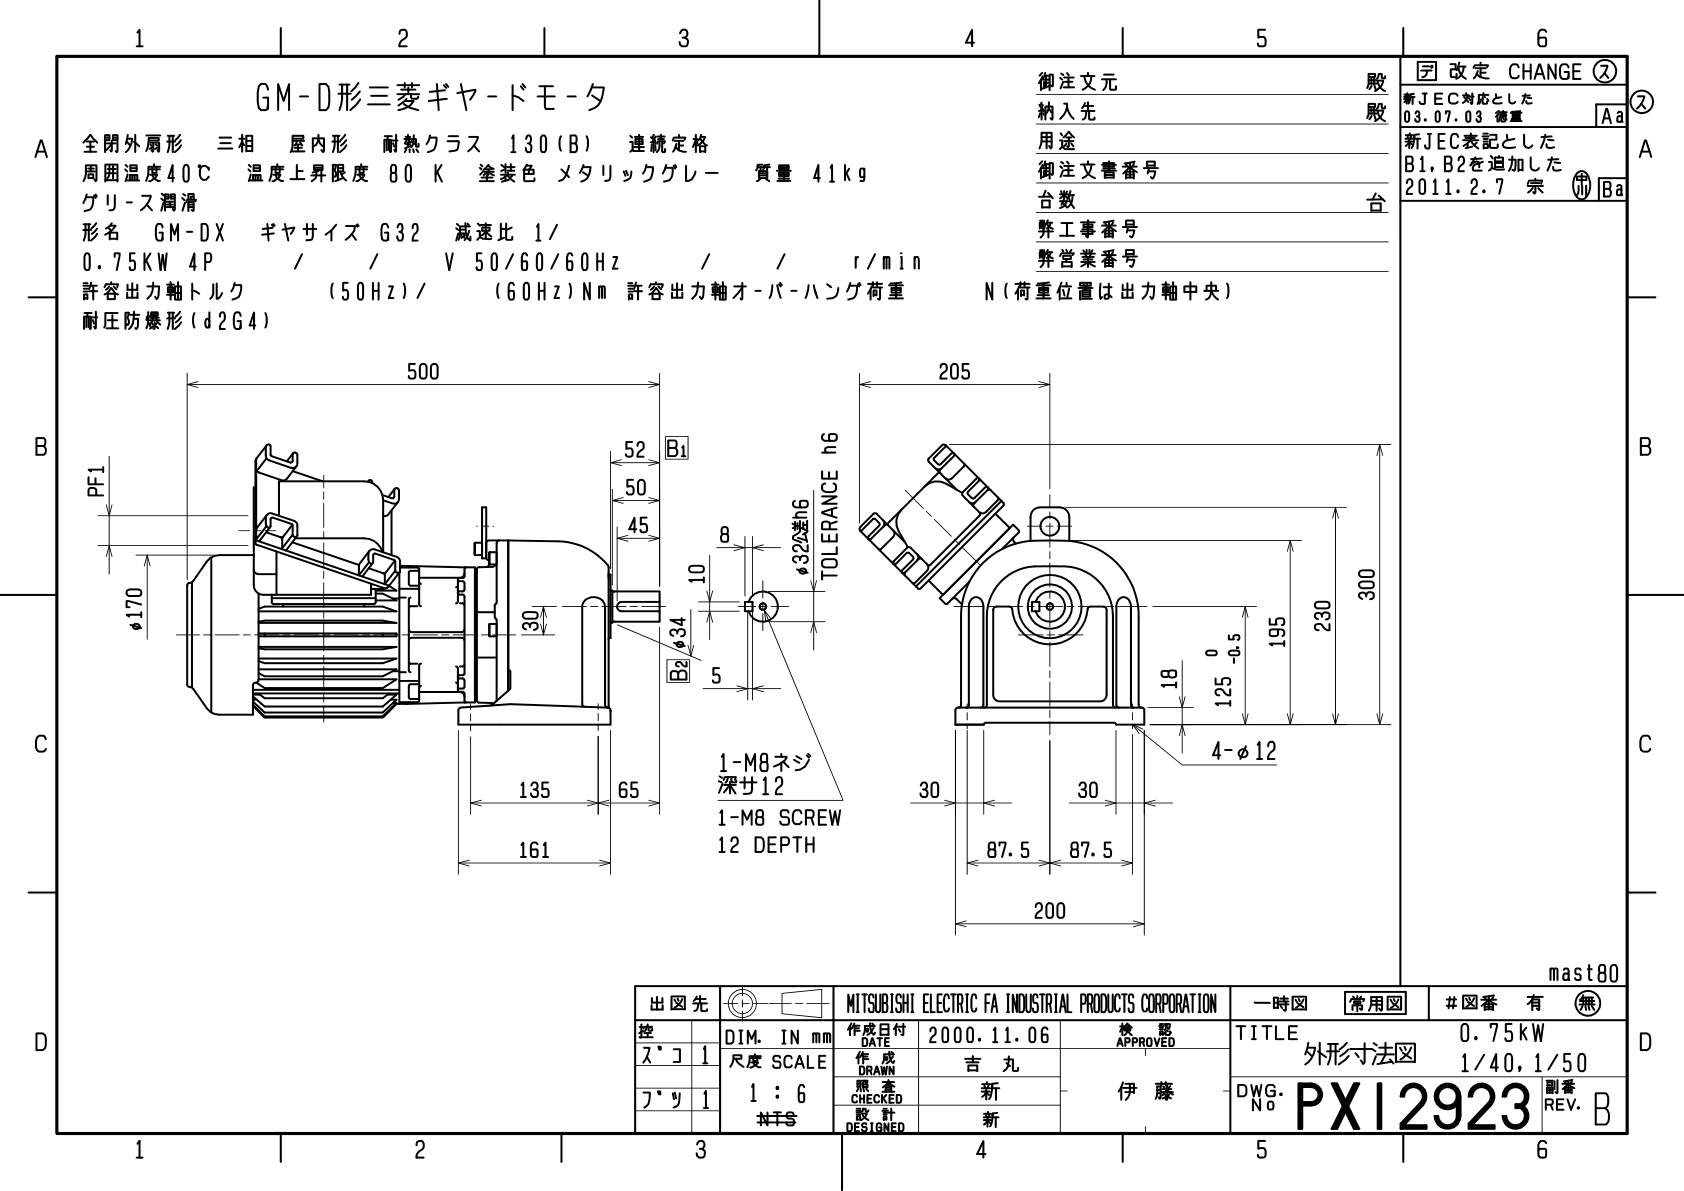 1 2 3 4 5 6
GM-D形三菱ギヤードモータ
全閉外扇形 三相 屋内形 耐熱クラス 130(B) 連続定格
周囲温度40℃ 温度上昇限度 80 K 塗装色 メタリックグレー 質量 41kg
グリース潤滑
形名 GM-DX ギヤサイズ G32 減速比 1/
0.75KW 4P / / V 50/60/60Hz / / r/min
許容出力軸トルク (50Hz)/ (60Hz)Nm 許容出力軸オーバーハング荷重 N(荷重位置は出力軸中央)
耐圧防爆形(d2G4)
御注文元 殿
納入先 殿
用途
御注文書番号
台数 台
弊工事番号
弊営業番号
デ 改定 CHANGE ス
新JEC対応とした
03.07.03 徳重 Aa
ス
新JEC表記とした
B1,B2を追加した
2011.2.7 宗 Ba
A
A
B
B
C
C
D
D
500
52 B1
50
45
PF1
φ170
30
135
65
161
8
10
5
φ34
B2
φ32公差h6
TOLERANCE h6
1-M8ネジ
深サ12
1-M8 SCREW
12 DEPTH
205
300
230
195
125 0 -0.5
18
4-φ12
30
30
87.5
87.5
200
mast80
出図先
控
ズコ 1
ブツ 1
DIM. IN mm
尺度 SCALE
1 : 6
NTS
MITSUBISHI ELECTRIC FA INDUSTRIAL PRODUCTS CORPORATION
作成日付 DATE 2000.11.06
作成 DRAWN 吉丸
照査 CHECKED 新
設計 DESIGNED 新
検認 APPROVED
伊藤
一時図 常用図 #図番 有 無
TITLE 0.75kW
外形寸法図 1/40,1/50
DWG. No PX12923
副番 REV. B
1 2 3 4 5 6